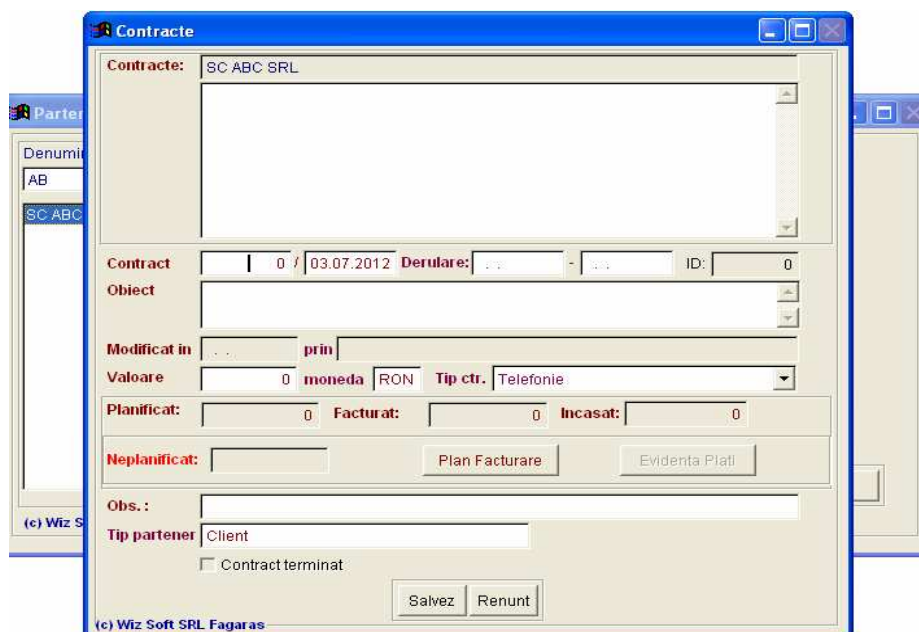 Contracte
Contracte: SC ABC SRL
Parten
Denumi
AB
SC ABC
Contract 0 / 03.07.2012 Derulare: . . - . . ID: 0
Obiect
Modificat in . . prin
Valoare 0 moneda RON Tip ctr. Telefonie
Planificat: 0 Facturat: 0 Incasat: 0
Neplanificat: Plan Facturare Evidenta Plati
Obs. :
(c) Wiz S
Tip partener Client
Contract terminat
Salvez Renunt
(c) Wiz Soft SRL Fagaras